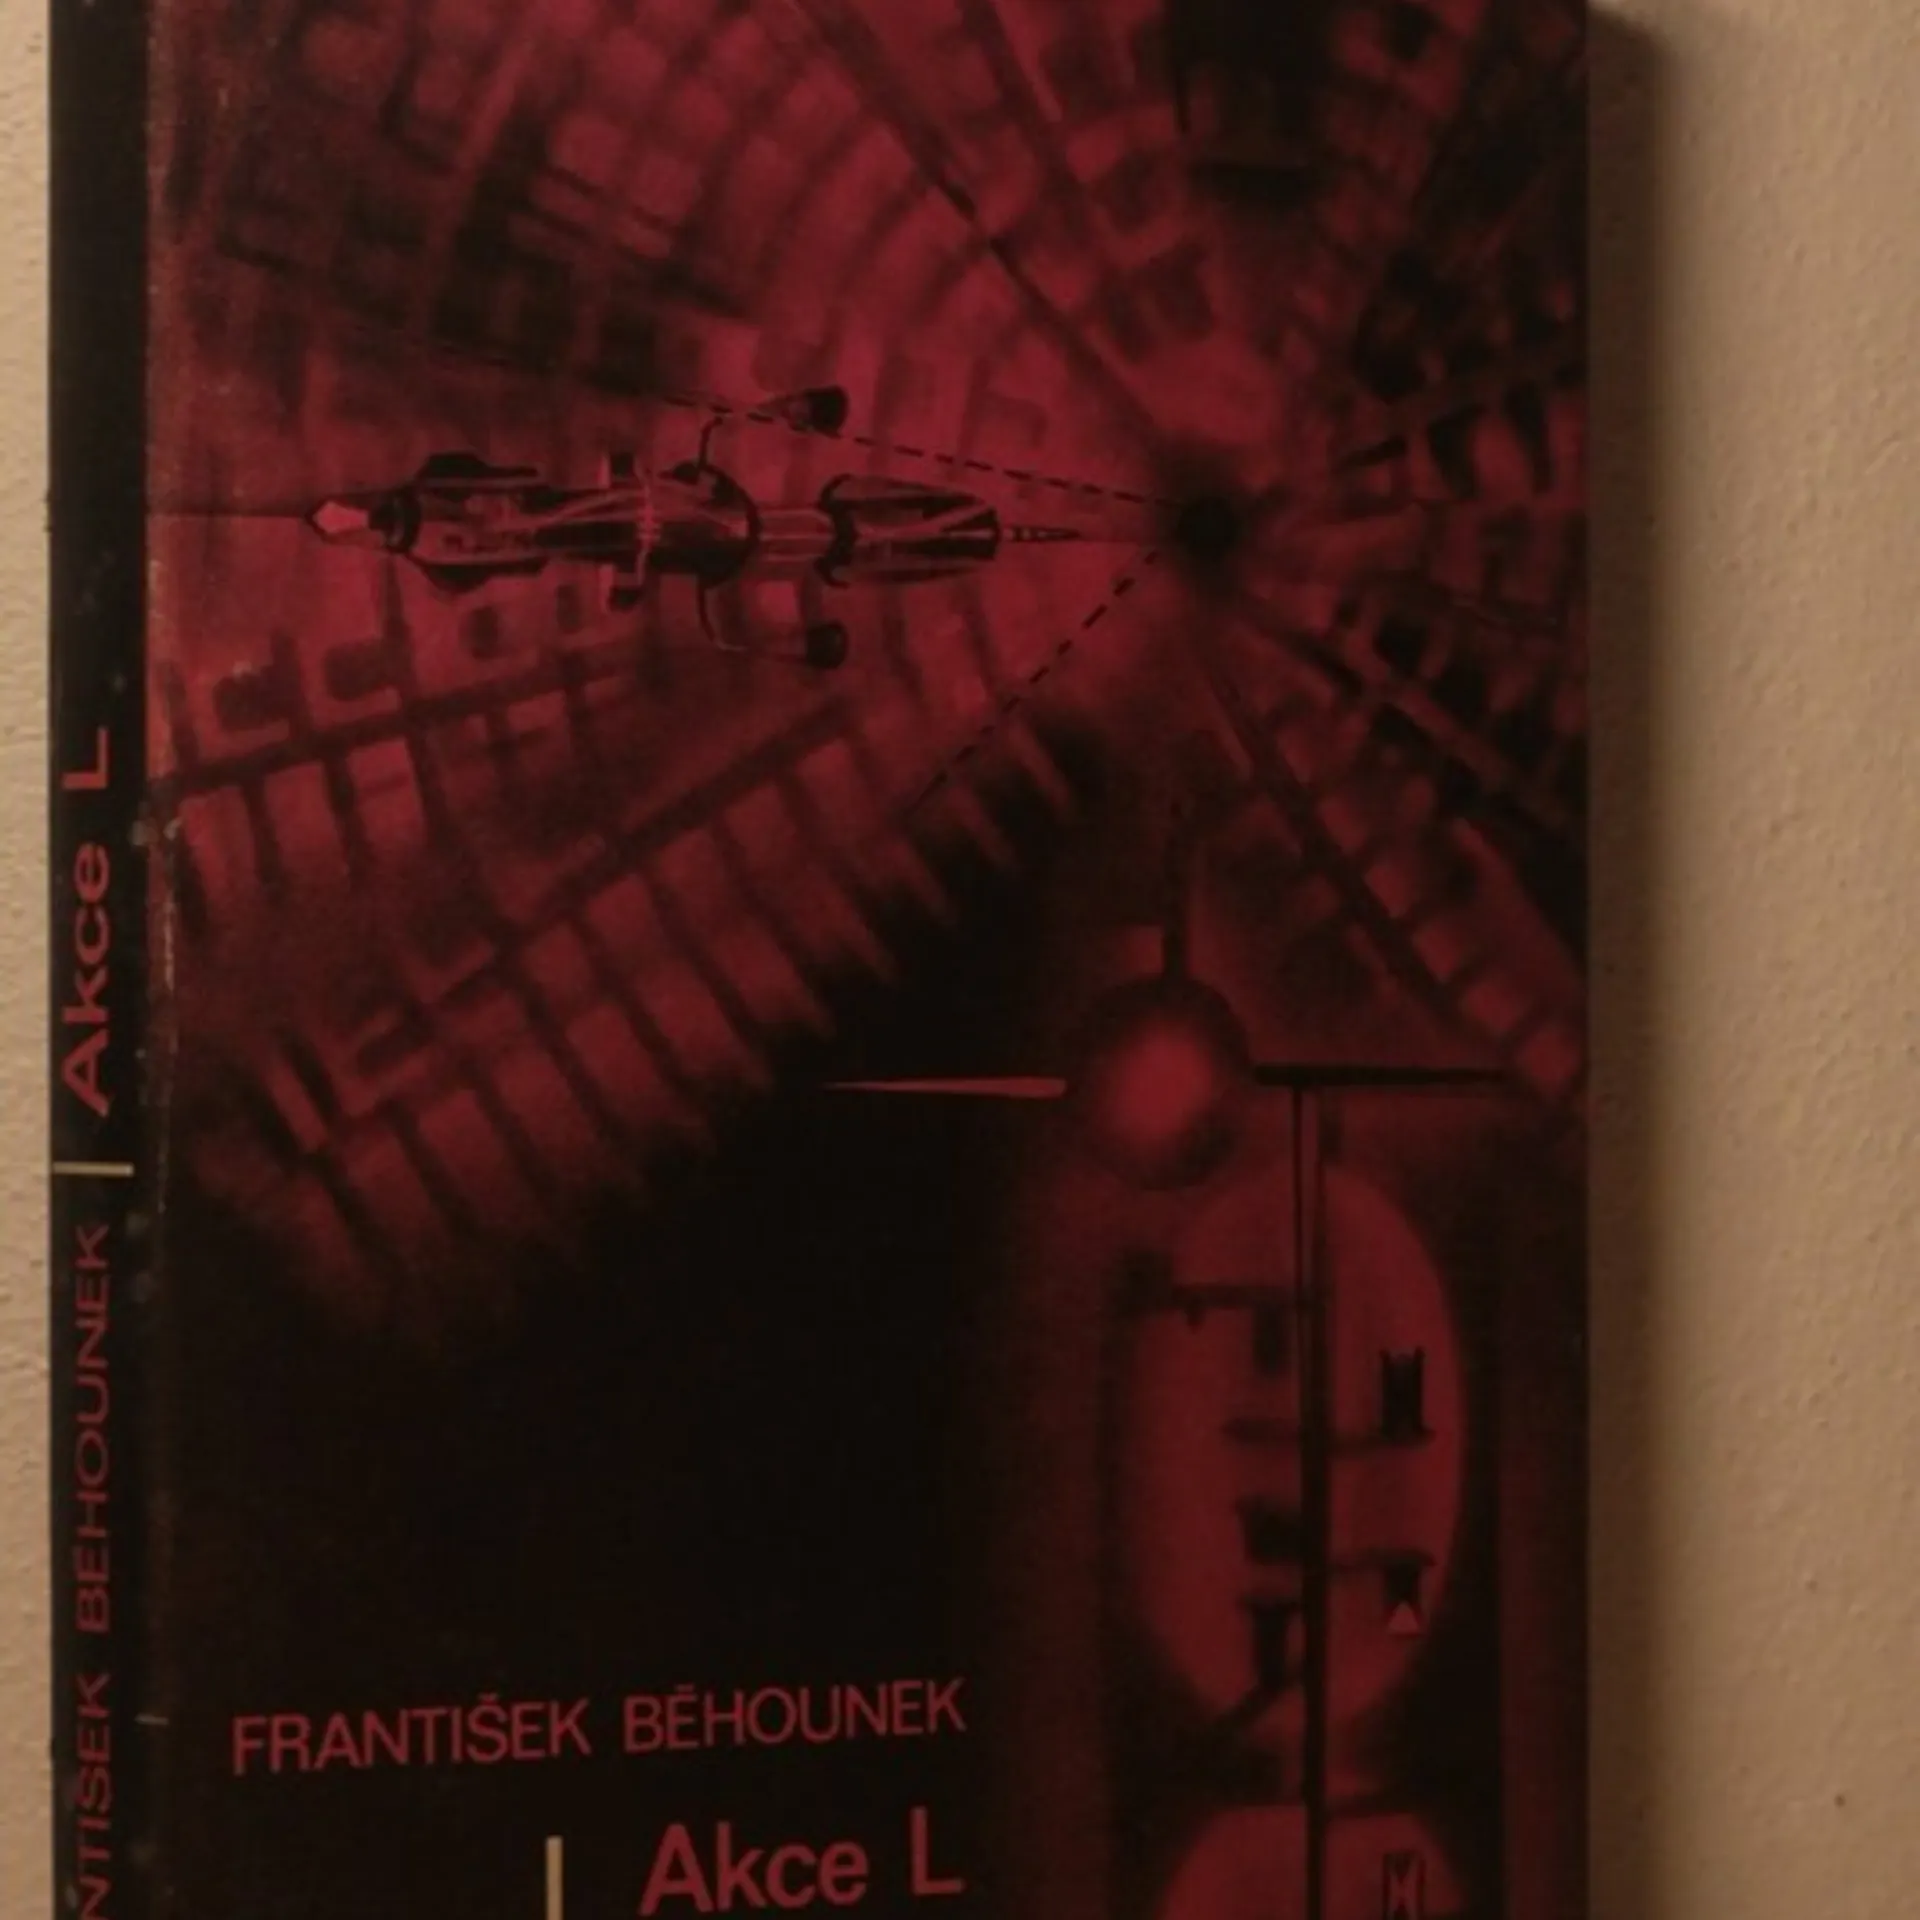 FRANTIŠEK BĚHOUNEK
Akce L
NTIŠEK BĚHOUNEK | Akce L